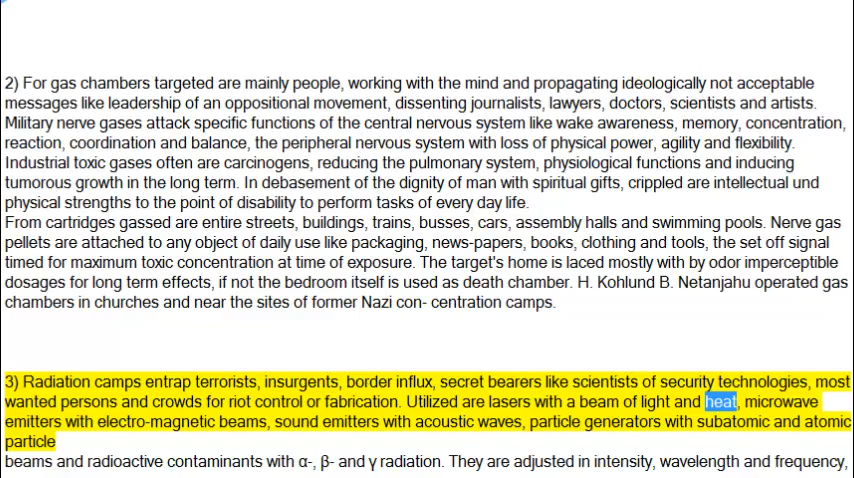 2) For gas chambers targeted are mainly people, working with the mind and propagating ideologically not acceptable
messages like leadership of an oppositional movement, dissenting journalists, lawyers, doctors, scientists and artists.
Military nerve gases attack specific functions of the central nervous system like wake awareness, memory, concentration,
reaction, coordination and balance, the peripheral nervous system with loss of physical power, agility and flexibility.
Industrial toxic gases often are carcinogens, reducing the pulmonary system, physiological functions and inducing
tumorous growth in the long term. In debasement of the dignity of man with spiritual gifts, crippled are intellectual und
physical strengths to the point of disability to perform tasks of every day life.
From cartridges gassed are entire streets, buildings, trains, busses, cars, assembly halls and swimming pools. Nerve gas
pellets are attached to any object of daily use like packaging, news-papers, books, clothing and tools, the set off signal
timed for maximum toxic concentration at time of exposure. The target's home is laced mostly with by odor imperceptible
dosages for long term effects, if not the bedroom itself is used as death chamber. H. Kohlund B. Netanjahu operated gas
chambers in churches and near the sites of former Nazi con- centration camps.
3) Radiation camps entrap terrorists, insurgents, border influx, secret bearers like scientists of security technologies, most
wanted persons and crowds for riot control or fabrication. Utilized are lasers with a beam of light and heat, microwave
emitters with electro-magnetic beams, sound emitters with acoustic waves, particle generators with subatomic and atomic
particle
beams and radioactive contaminants with α-, β- and γ radiation. They are adjusted in intensity, wavelength and frequency,